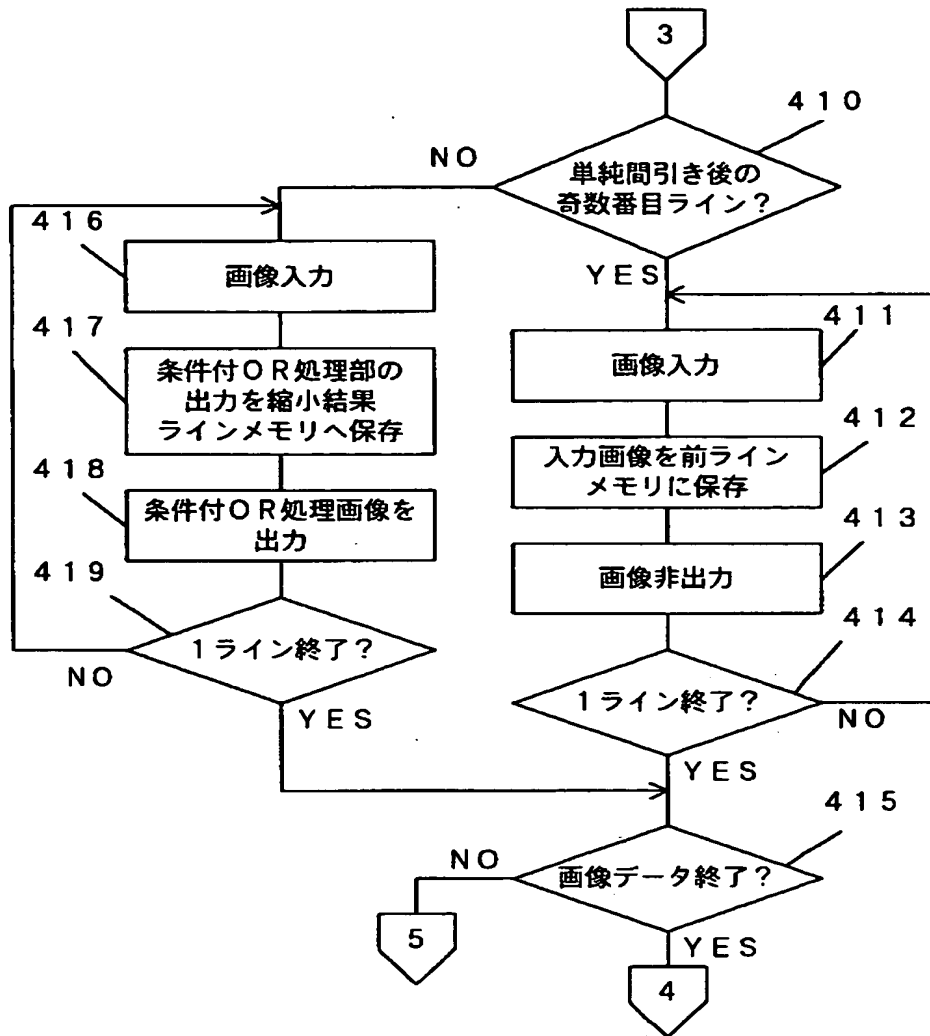 3
410
単純間引き後の
奇数番目ライン?
NO
YES
416
画像入力
417
条件付OR処理部の
出力を縮小結果
ラインメモリへ保存
418
条件付OR処理画像を
出力
419
1ライン終了?
NO
YES
411
画像入力
412
入力画像を前ライン
メモリに保存
413
画像非出力
414
1ライン終了?
NO
YES
415
画像データ終了?
NO
YES
5
4